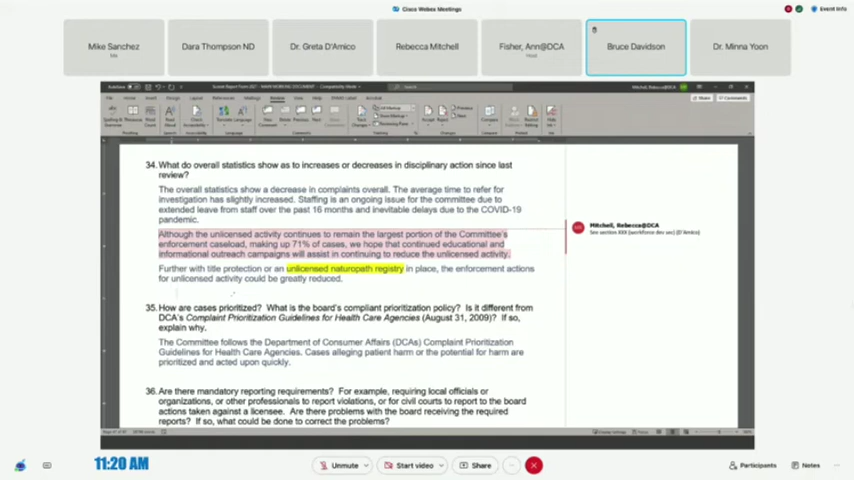 Cisco Webex Meetings
Event Info
Mike Sanchez
Me
Dara Thompson ND
Dr. Greta D'Amico
Rebecca Mitchell
Fisher, Ann@DCA
Host
Bruce Davidson
Dr. Minna Yoon
34. What do overall statistics show as to increases or decreases in disciplinary action since last
review?
The overall statistics show a decrease in complaints overall. The average time to refer for
investigation has slightly increased. Staffing is an ongoing issue for the committee due to
extended leave from staff over the past 16 months and inevitable delays due to the COVID-19
pandemic.
Although the unlicensed activity continues to remain the largest portion of the Committee's
enforcement caseload, making up 71% of cases, we hope that continued educational and
informational outreach campaigns will assist in continuing to reduce the unlicensed activity.
Mitchell, Rebecca@DCA
See section XXX (workforce dev sec) (D'Amico)
Further with title protection or an unlicensed naturopath registry in place, the enforcement actions
for unlicensed activity could be greatly reduced.
35. How are cases prioritized? What is the board's compliant prioritization policy? Is it different from
DCA's Complaint Prioritization Guidelines for Health Care Agencies (August 31, 2009)? If so,
explain why.
The Committee follows the Department of Consumer Affairs (DCAs) Complaint Prioritization
Guidelines for Health Care Agencies. Cases alleging patient harm or the potential for harm are
prioritized and acted upon quickly.
36. Are there mandatory reporting requirements? For example, requiring local officials or
organizations, or other professionals to report violations, or for civil courts to report to the board
actions taken against a licensee. Are there problems with the board receiving the required
reports? If so, what could be done to correct the problems?
11:20 AM
Unmute
Start video
Share
Participants
Notes